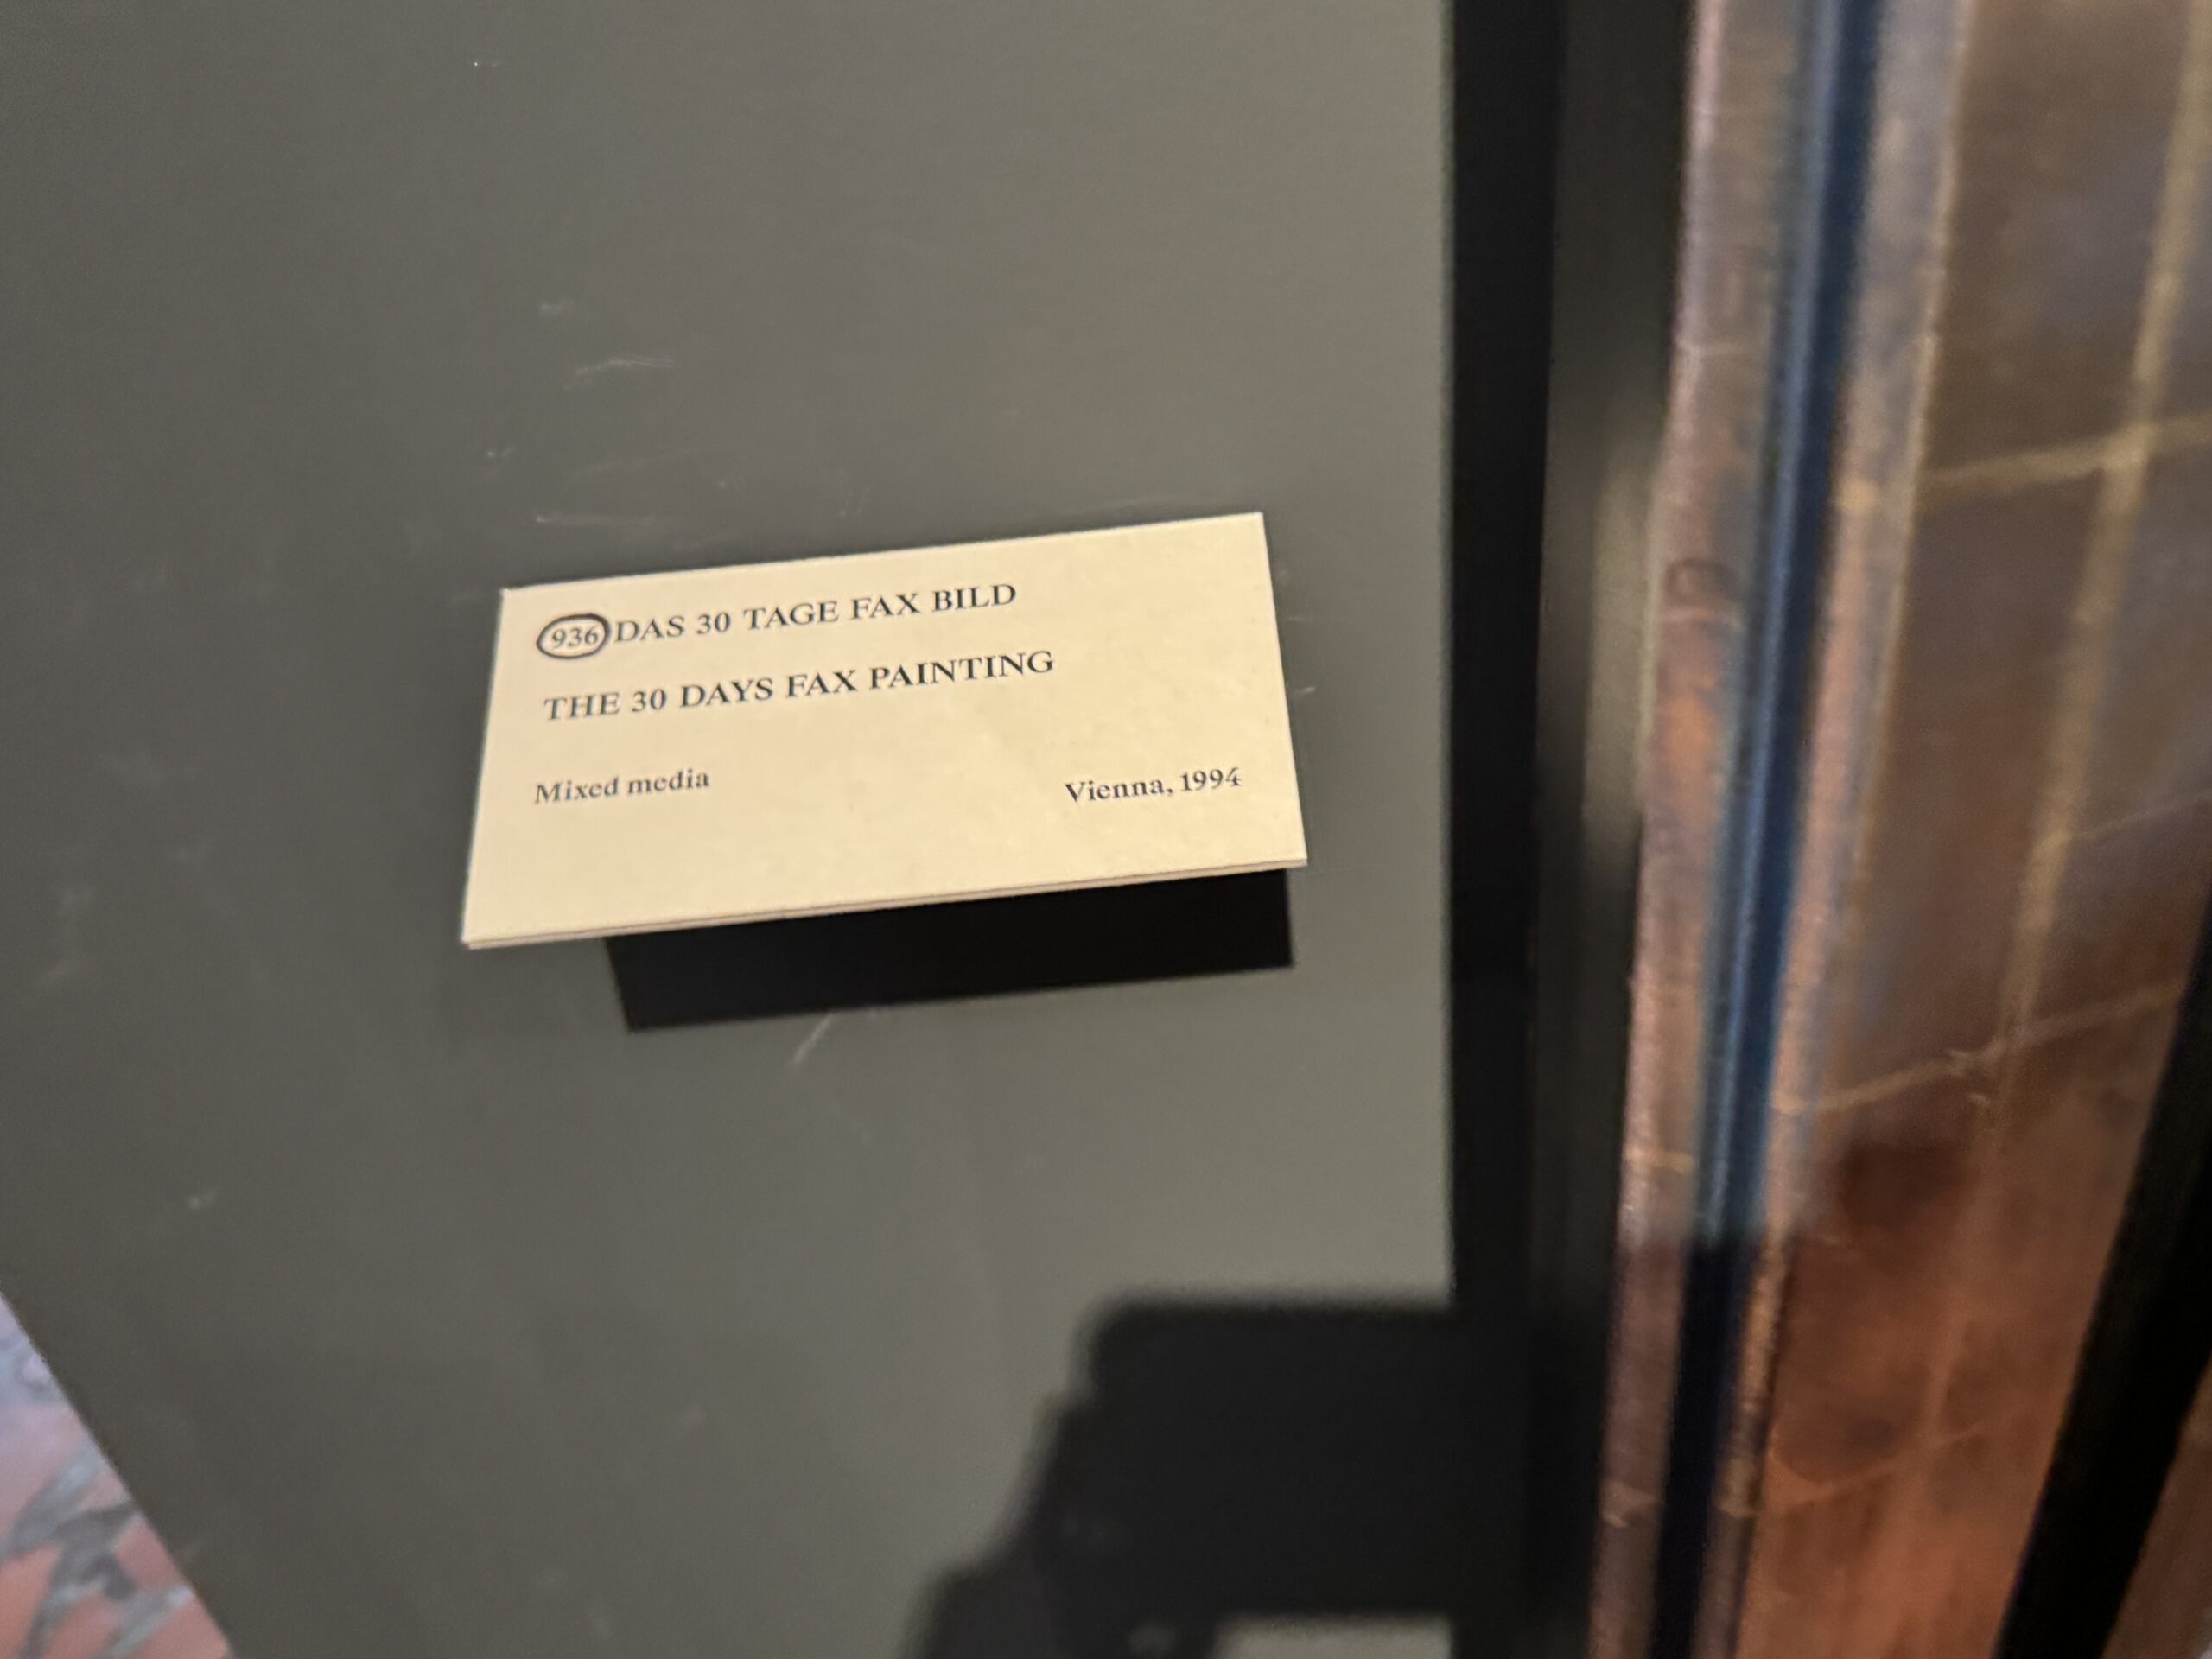 936 DAS 30 TAGE FAX BILD
THE 30 DAYS FAX PAINTING
Mixed media
Vienna, 1994